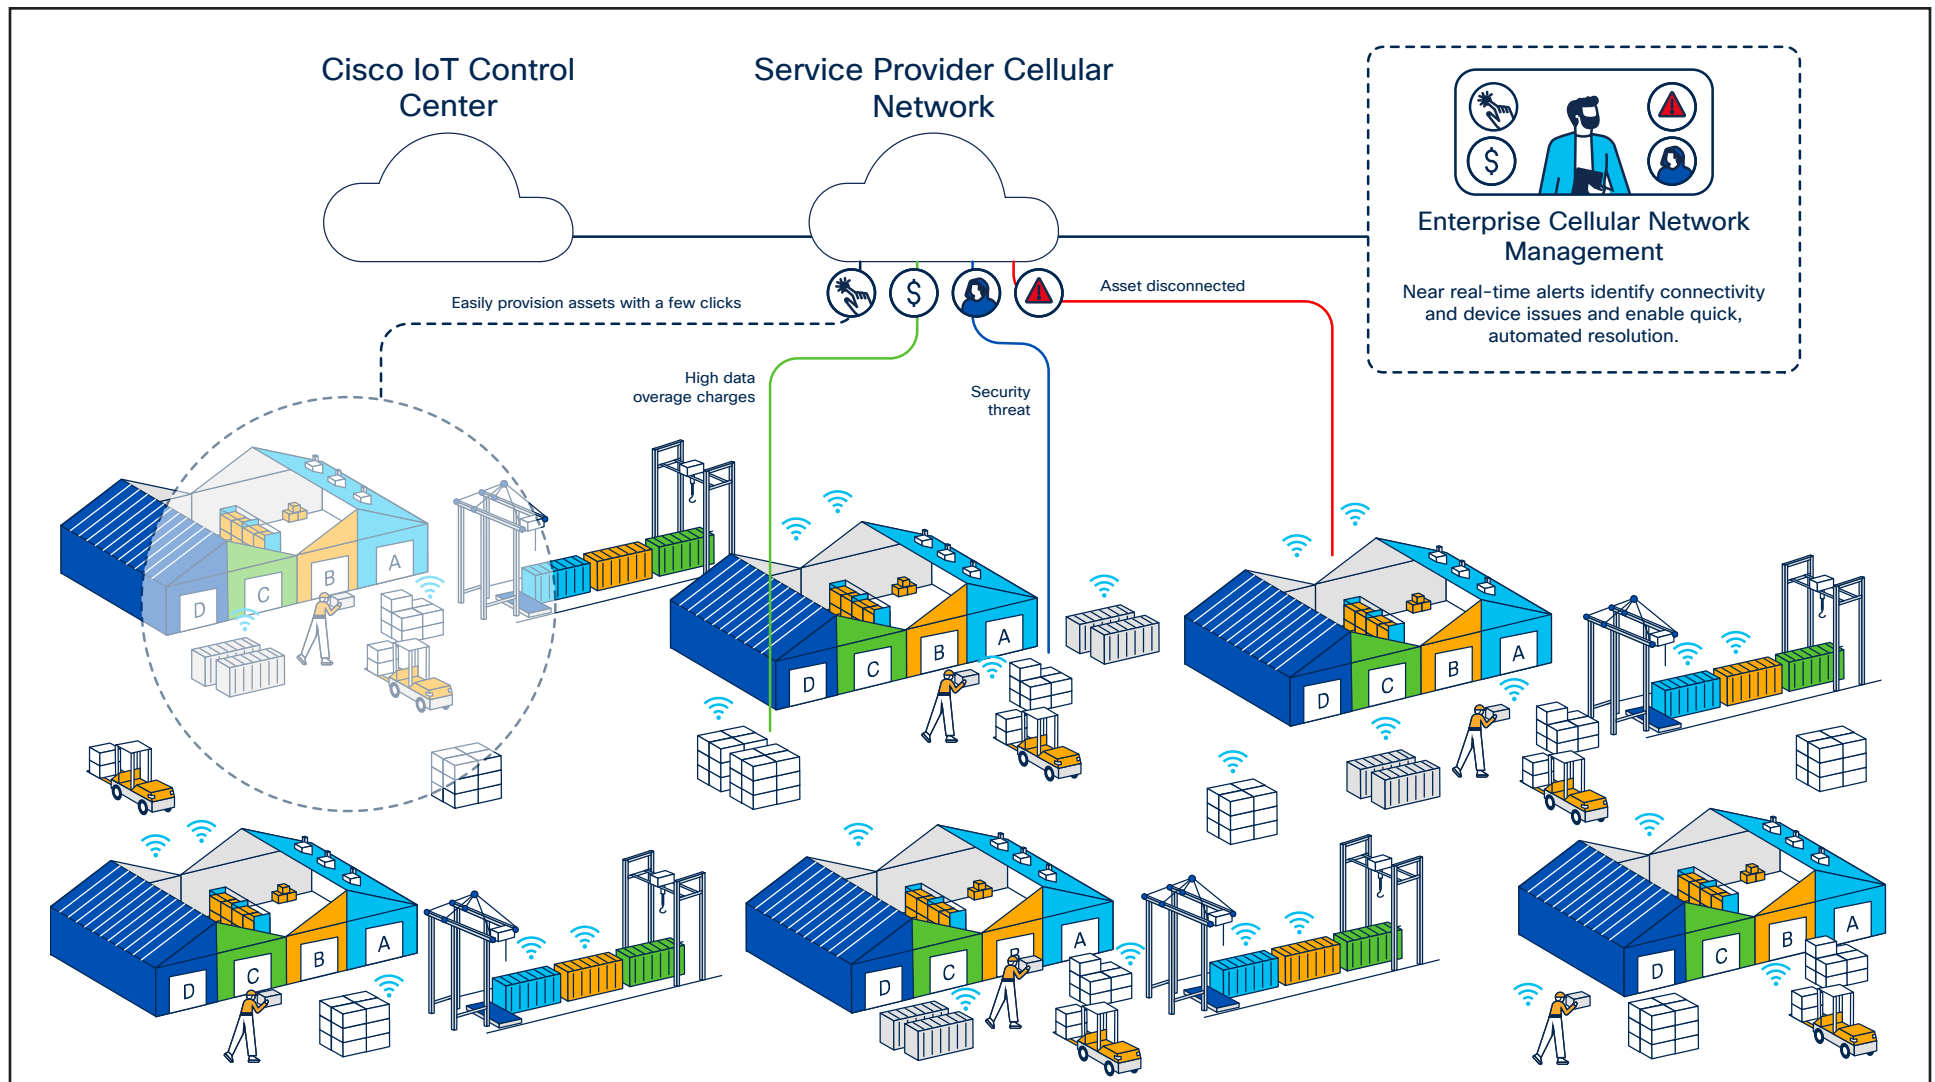 Cisco IoT Control
Center
Service Provider Cellular
Network
$
$
Enterprise Cellular Network
Management
Near real-time alerts identify connectivity
and device issues and enable quick,
automated resolution.
Easily provision assets with a few clicks
Asset disconnected
High data
overage charges
Security
threat
D
C
B
A
D
C
B
A
D
C
B
A
D
C
B
A
D
C
B
A
D
C
B
A